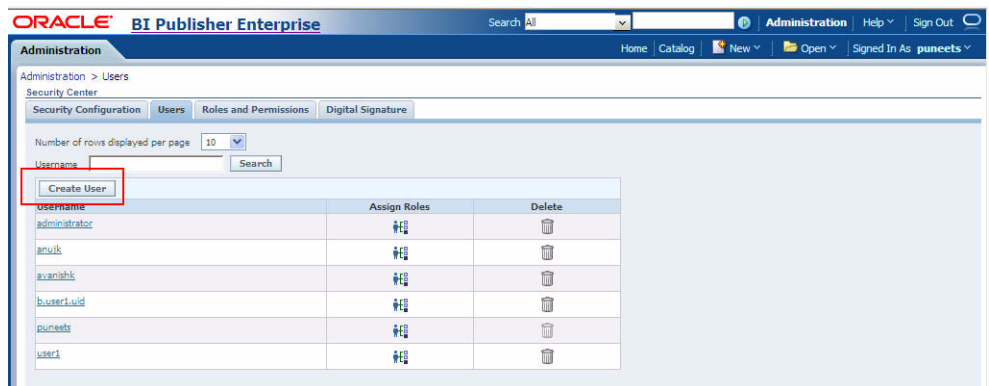 ORACLE BI Publisher Enterprise Search All Administration Help Sign Out
Administration Home Catalog New Open Signed In As puneets
Administration > Users
Security Center
Security Configuration Users Roles and Permissions Digital Signature
Number of rows displayed per page 10
Username Search
Create User
Username Assign Roles Delete
administrator
anujk
avanishk
b.user1.uid
puneets
user1